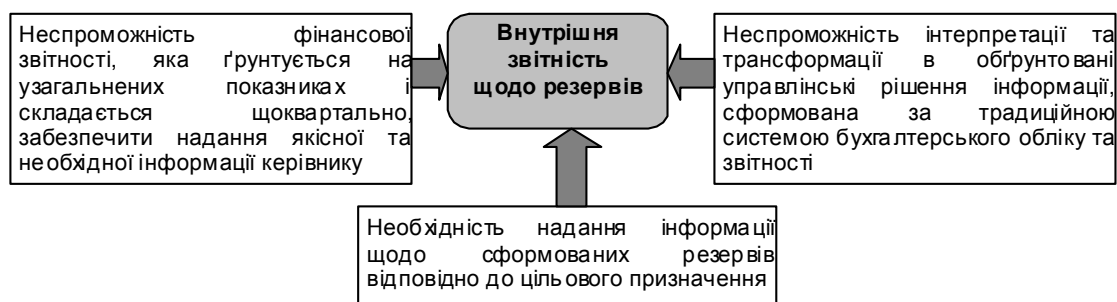 Неспроможність фінансової
звітності, яка ґрунтується на
узагальнених показниках і
складається щоквартально,
забезпечити надання якісної та
необхідної інформації керівнику
Внутрішня
звітність
щодо резервів
Неспроможність інтерпретації та
трансформації в обґрунтовані
управлінські рішення інформації,
сформована за традиційною
системою бухгалтерського обліку та
звітності
Необхідність надання інформації
щодо сформованих резервів
відповідно до цільового призначення